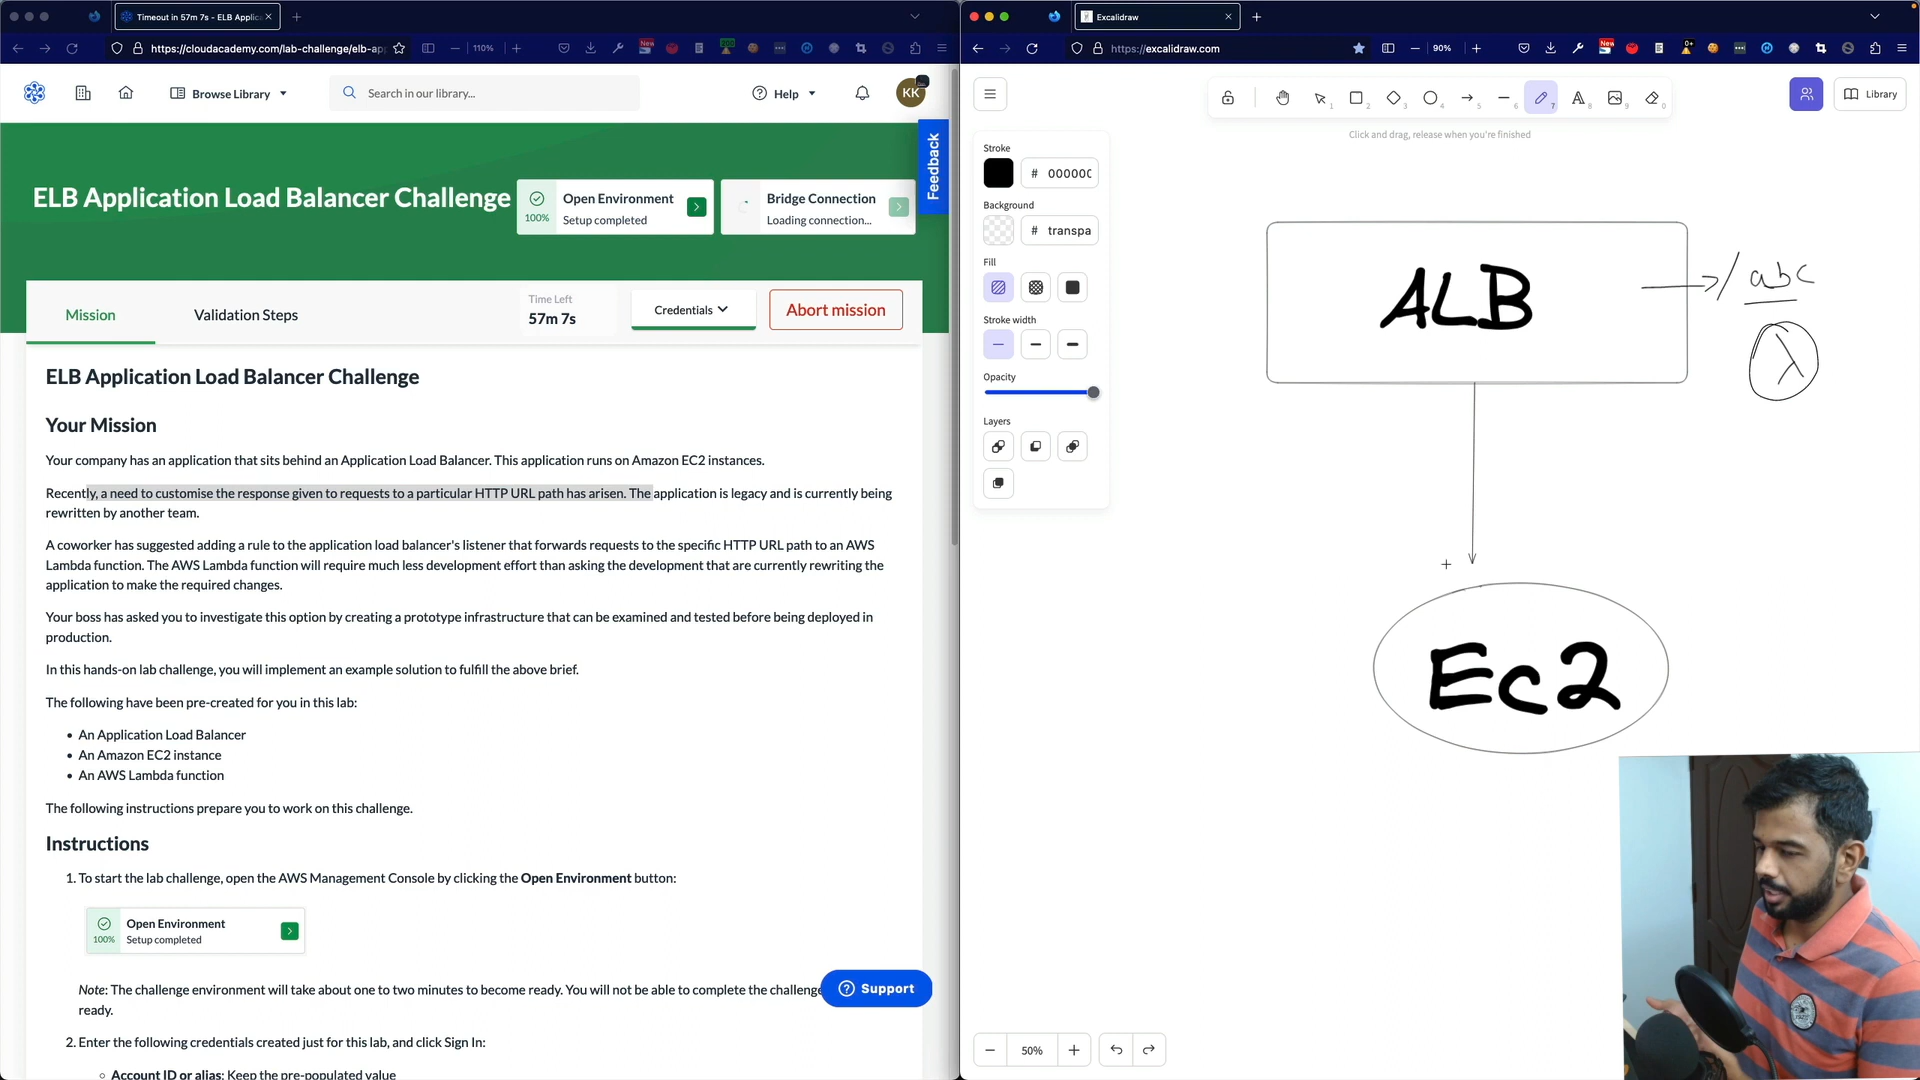 Timeout in 57m 7s - ELB Applic
https://cloudacademy.com/lab-challenge/elb-app
110%
New
Browse Library
Search in our library...
Help
KK
Feedback
ELB Application Load Balancer Challenge
100%
Open Environment
Setup completed
Bridge Connection
Loading connection...
Mission
Validation Steps
Time Left
57m 7s
Credentials
Abort mission
ELB Application Load Balancer Challenge
Your Mission
Your company has an application that sits behind an Application Load Balancer. This application runs on Amazon EC2 instances.
Recently, a need to customise the response given to requests to a particular HTTP URL path has arisen. The application is legacy and is currently being
rewritten by another team.
A coworker has suggested adding a rule to the application load balancer's listener that forwards requests to the specific HTTP URL path to an AWS
Lambda function. The AWS Lambda function will require much less development effort than asking the development that are currently rewriting the
application to make the required changes.
Your boss has asked you to investigate this option by creating a prototype infrastructure that can be examined and tested before being deployed in
production.
In this hands-on lab challenge, you will implement an example solution to fulfill the above brief.
The following have been pre-created for you in this lab:
• An Application Load Balancer
• An Amazon EC2 instance
• An AWS Lambda function
The following instructions prepare you to work on this challenge.
Instructions
1. To start the lab challenge, open the AWS Management Console by clicking the Open Environment button:
100%
Open Environment
Setup completed
Note: The challenge environment will take about one to two minutes to become ready. You will not be able to complete the challenge
ready.
Support
2. Enter the following credentials created just for this lab, and click Sign In:
Account ID or alias: Keep the pre-populated value
Excalidraw
https://excalidraw.com
90%
New
0+
1
2
3
4
5
6
7
8
9
0
Library
Click and drag, release when you're finished
Stroke
# 000000
Background
# transpa
Fill
Stroke width
Opacity
Layers
ALB
/ abc
λ
Ec2
50%